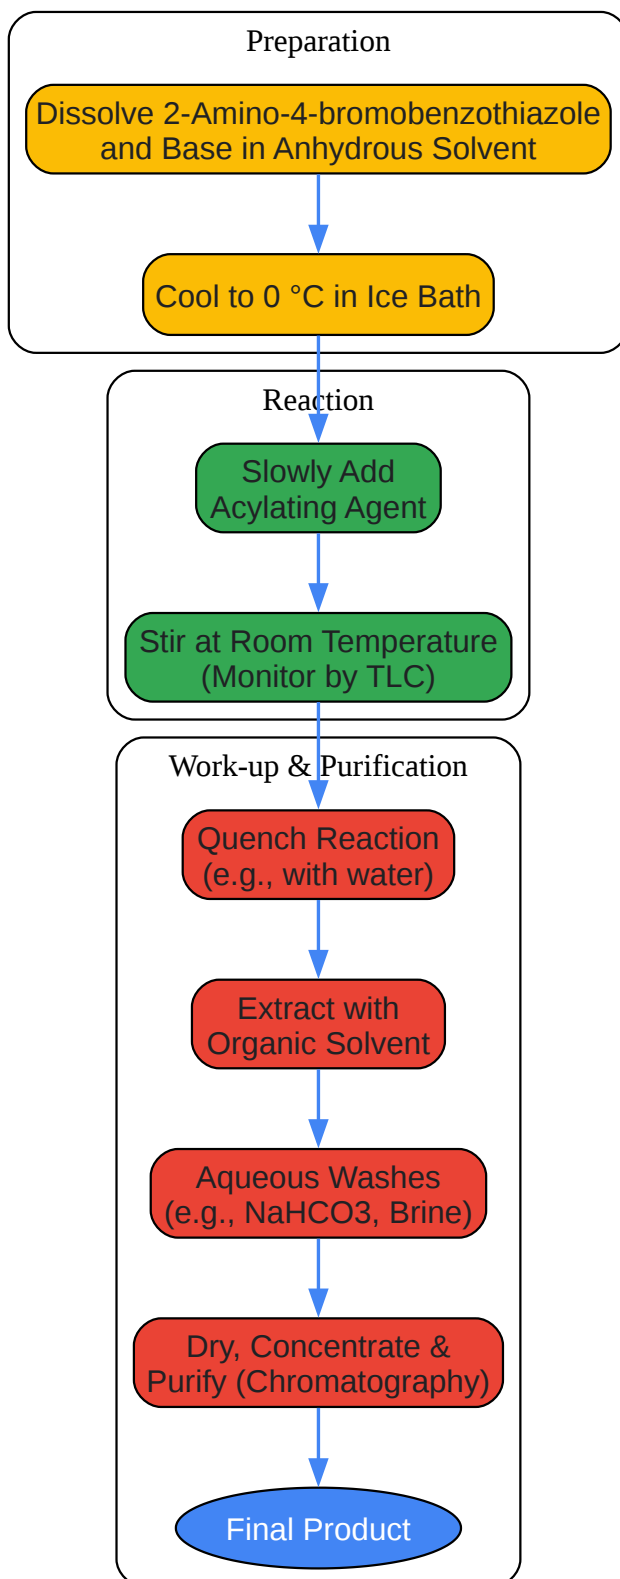 Preparation
Dissolve 2-Amino-4-bromobenzothiazole
and Base in Anhydrous Solvent
Cool to 0 °C in Ice Bath
Reaction
Slowly Add
Acylating Agent
Stir at Room Temperature
(Monitor by TLC)
Work-up & Purification
Quench Reaction
(e.g., with water)
Extract with
Organic Solvent
Aqueous Washes
(e.g., NaHCO3, Brine)
Dry, Concentrate &
Purify (Chromatography)
Final Product